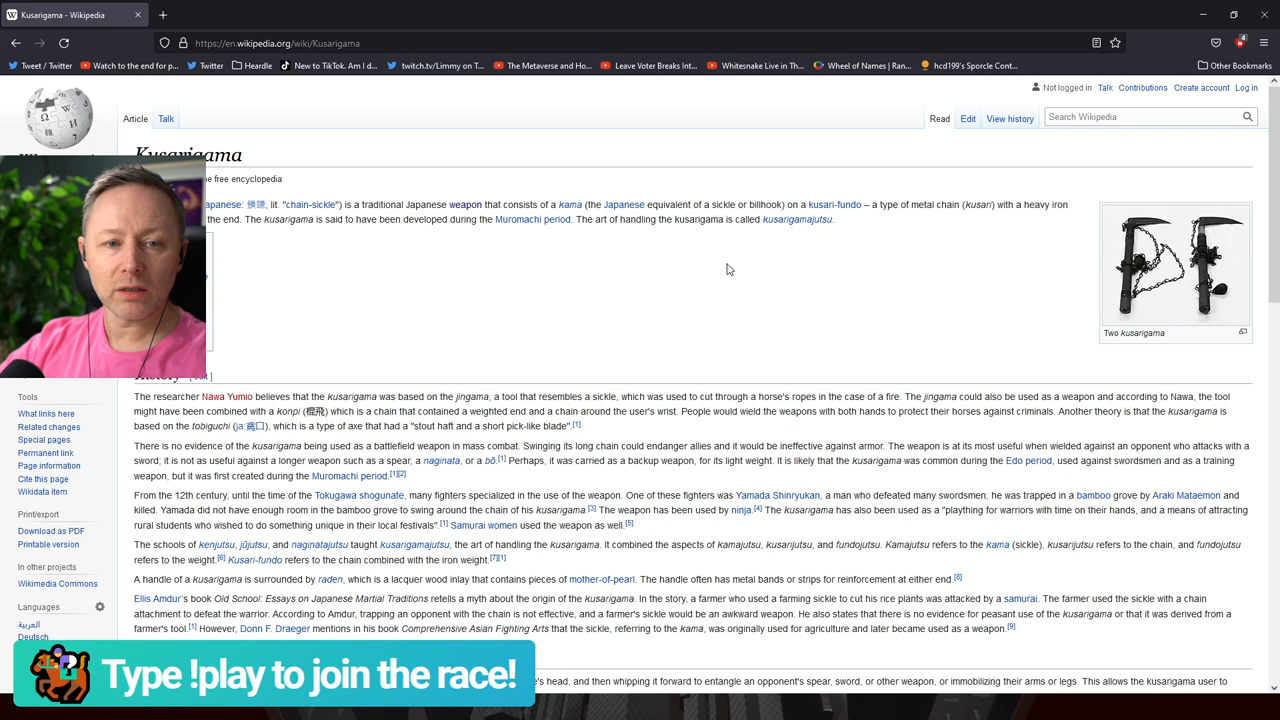 Kusarigama - Wikipedia
https://en.wikipedia.org/wiki/Kusarigama
Tweet / Twitter
Watch to the end for p...
Twitter
Heardle
New to TikTok. Am I d...
twitch.tv/Limmy on T...
The Metaverse and Ho...
Leave Voter Breaks Int...
Whitesnake Live in Th...
Wheel of Names | Ran...
hcd199's Sporcle Cont...
Other Bookmarks
4
Not logged in Talk Contributions Create account Log in
Article Talk
Read Edit View history
Search Wikipedia
Kusarigama
free encyclopedia
lit. "chain-sickle") is a traditional Japanese weapon that consists of a kama (the Japanese equivalent of a sickle or billhook) on a kusari-fundo – a type of metal chain (kusari) with a heavy iron
the end. The kusarigama is said to have been developed during the Muromachi period. The art of handling the kusarigama is called kusarigamajutsu.
Two kusarigama
The researcher Nawa Yumio believes that the kusarigama was based on the jingama, a tool that resembles a sickle, which was used to cut through a horse's ropes in the case of a fire. The jingama could also be used as a weapon and according to Nawa, the tool
might have been combined with a konpi (棍飛) which is a chain that contained a weighted end and a chain around the user's wrist. People would wield the weapons with both hands to protect their horses against criminals. Another theory is that the kusarigama is
based on the tobiguchi (ja:鳶口), which is a type of axe that had a "stout haft and a short pick-like blade".[1]
There is no evidence of the kusarigama being used as a battlefield weapon in mass combat. Swinging its long chain could endanger allies and it would be ineffective against armor. The weapon is at its most useful when wielded against an opponent who attacks with a
sword; it is not as useful against a longer weapon such as a spear, a naginata, or a bō.[1] Perhaps, it was carried as a backup weapon, for its light weight. It is likely that the kusarigama was common during the Edo period, used against swordsmen and as a training
weapon, but it was first created during the Muromachi period.[1][2]
From the 12th century, until the time of the Tokugawa shogunate, many fighters specialized in the use of the weapon. One of these fighters was Yamada Shinryukan, a man who defeated many swordsmen; he was trapped in a bamboo grove by Araki Mataemon and
killed. Yamada did not have enough room in the bamboo grove to swing around the chain of his kusarigama.[3] The weapon has been used by ninja.[4] The kusarigama has also been used as a "plaything for warriors with time on their hands, and a means of attracting
rural students who wished to do something unique in their local festivals".[1] Samurai women used the weapon as well.[5]
The schools of kenjutsu, jūjutsu, and naginatajutsu taught kusarigamajutsu, the art of handling the kusarigama. It combined the aspects of kamajutsu, kusarijutsu, and fundojutsu. Kamajutsu refers to the kama (sickle), kusarijutsu refers to the chain, and fundojutsu
refers to the weight.[6] Kusari-fundo refers to the chain combined with the iron weight.[7][1]
A handle of a kusarigama is surrounded by raden, which is a lacquer wood inlay that contains pieces of mother-of-pearl. The handle often has metal bands or strips for reinforcement at either end.[8]
Ellis Amdur's book Old School: Essays on Japanese Martial Traditions retells a myth about the origin of the kusarigama. In the story, a farmer who used a farming sickle to cut his rice plants was attacked by a samurai. The farmer used the sickle with a chain
attachment to defeat the warrior. According to Amdur, trapping an opponent with the chain is not effective, and a farmer's sickle would be an awkward weapon. He also states that there is no evidence for peasant use of the kusarigama or that it was derived from a
farmer's tool.[1] However, Donn F. Draeger mentions in his book Comprehensive Asian Fighting Arts that the sickle, referring to the kama, was originally used for agriculture and later became used as a weapon.[9]
head, and then whipping it forward to entangle an opponent's spear, sword, or other weapon, or immobilizing their arms or legs. This allows the kusarigama user to
Tools
What links here
Related changes
Special pages
Permanent link
Page information
Cite this page
Wikidata item
Print/export
Download as PDF
Printable version
In other projects
Wikimedia Commons
Languages
العربية
Deutsch
Type !play to join the race!